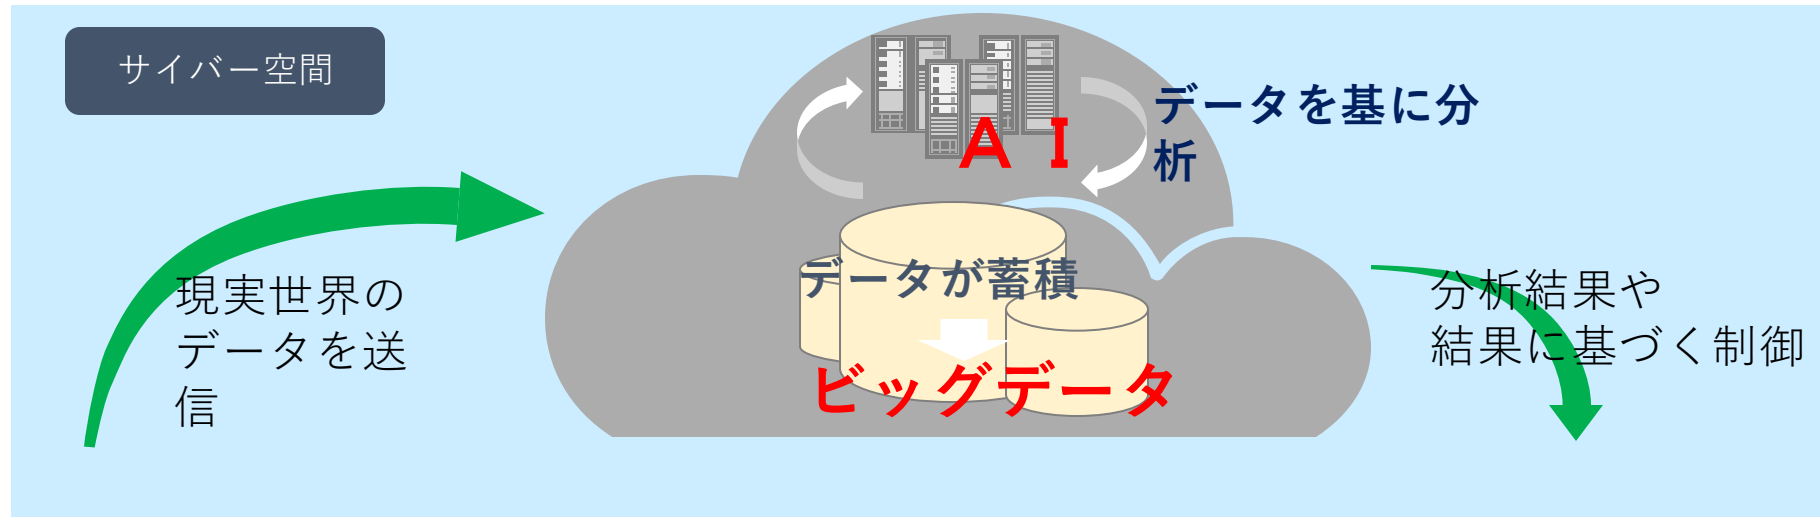 サイバー空間
データを基に分
析
ＡＩ
現実世界の
データを送
信
データが蓄積
ビッグデータ
分析結果や
結果に基づく制御